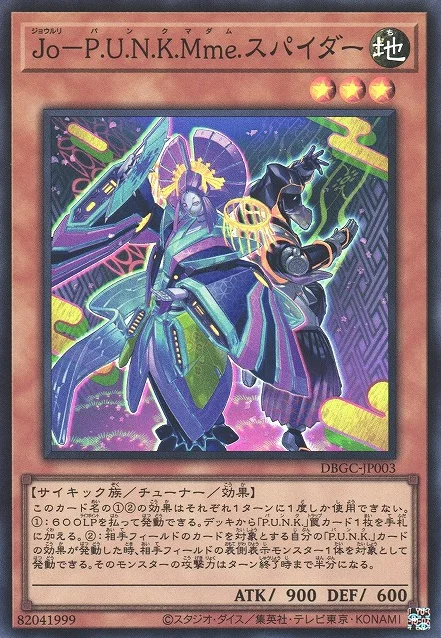 ジョウルリ パンクマダム
Jo-P.U.N.K.Mme.スパイダー
ち
地
DBGC-JP003
【サイキック族/チューナー/効果】
このカード名の①②の効果はそれぞれ1ターンに1度しか使用できない。
①:600LPを払って発動できる。デッキから「P.U.N.K.」罠カード1枚を手札
に加える。②:相手フィールドのカードを対象とする自分の「P.U.N.K.」カード
の効果が発動した時、相手フィールドの表側表示モンスター1体を対象として
発動できる。そのモンスターの攻撃力はターン終了時まで半分になる。
ATK/ 900 DEF/ 600
82041999
©スタジオ・ダイス/集英社・テレビ東京・KONAMI